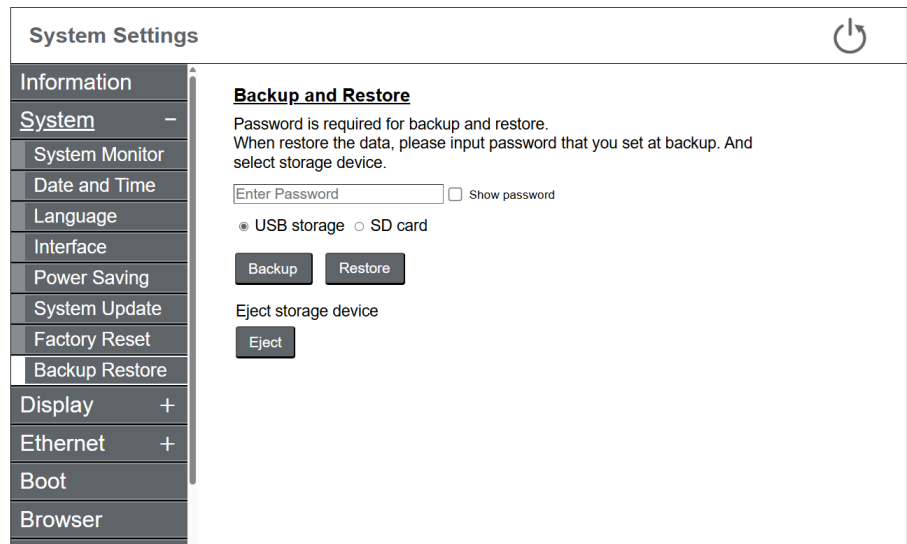 System Settings
Information
System −
System Monitor
Date and Time
Language
Interface
Power Saving
System Update
Factory Reset
Backup Restore
Display +
Ethernet +
Boot
Browser
Backup and Restore
Password is required for backup and restore.
When restore the data, please input password that you set at backup. And
select storage device.
Enter Password Show password
USB storage SD card
Backup Restore
Eject storage device
Eject